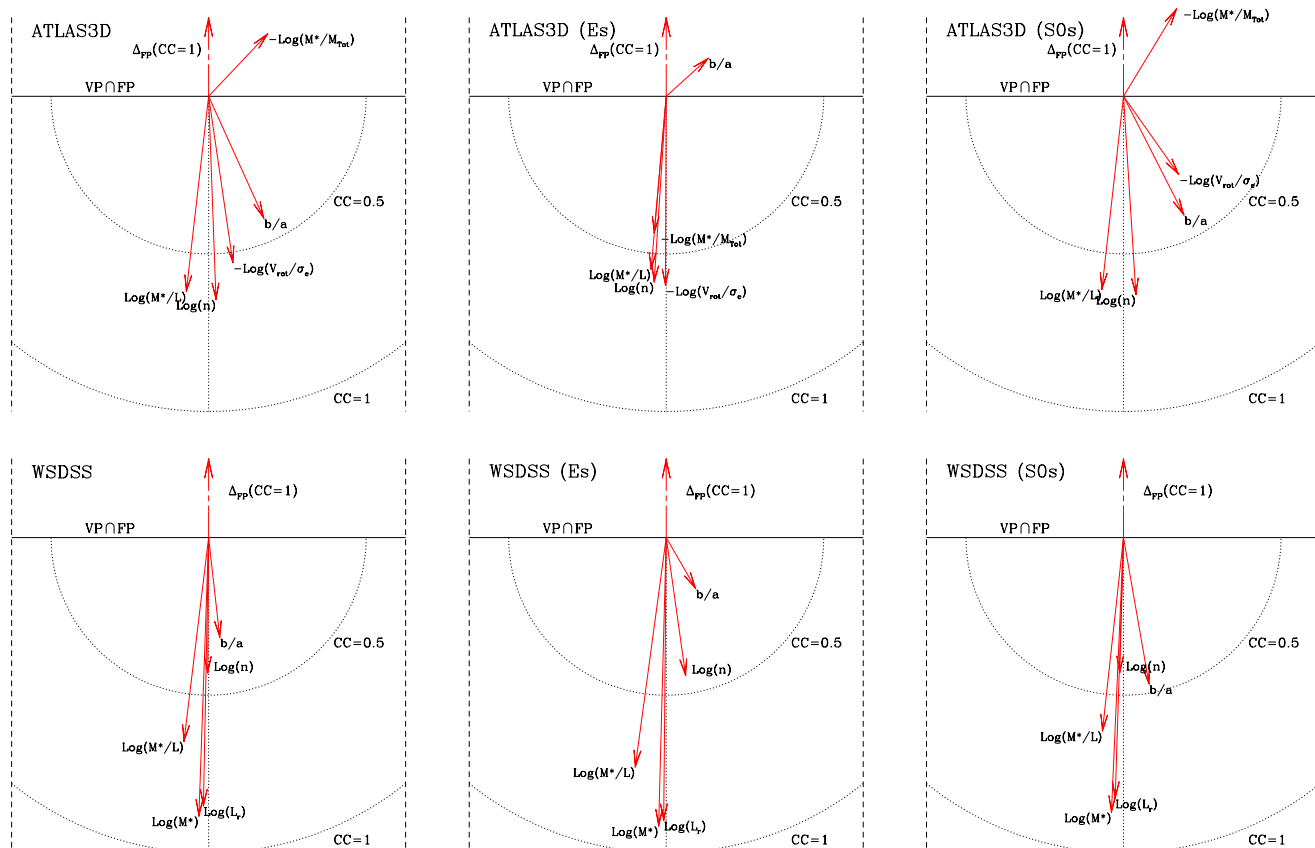 ATLAS3D
-Log(M*/M_Tot)
Δ_FP(CC=1)
VP∩FP
CC=0.5
b/a
-Log(V_rot/σ_e)
Log(M*/L)
Log(n)
CC=1
ATLAS3D (Es)
Δ_FP(CC=1)
b/a
VP∩FP
CC=0.5
-Log(M*/M_Tot)
Log(M*/L)
Log(n)
-Log(V_rot/σ_e)
CC=1
ATLAS3D (S0s)
-Log(M*/M_Tot)
Δ_FP(CC=1)
VP∩FP
-Log(V_rot/σ_e)
CC=0.5
b/a
Log(M*/L)
Log(n)
CC=1
WSDSS
Δ_FP(CC=1)
VP∩FP
b/a
CC=0.5
Log(n)
Log(M*/L)
Log(L_r)
Log(M*)
CC=1
WSDSS (Es)
Δ_FP(CC=1)
VP∩FP
b/a
CC=0.5
Log(n)
Log(M*/L)
Log(M*)
Log(L_r)
CC=1
WSDSS (S0s)
Δ_FP(CC=1)
VP∩FP
CC=0.5
Log(n)
b/a
Log(M*/L)
Log(L_r)
Log(M*)
CC=1